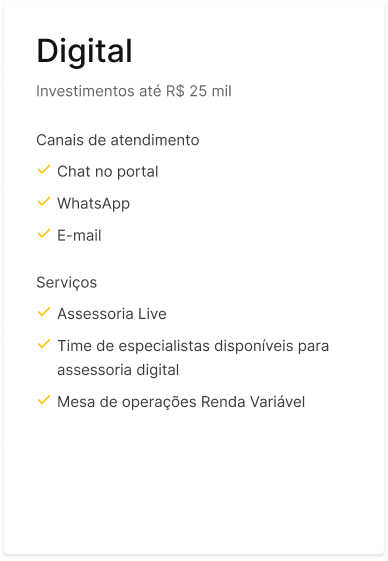 Digital
Investimentos até R$ 25 mil
Canais de atendimento
Chat no portal
WhatsApp
E-mail
Serviços
Assessoria Live
Time de especialistas disponíveis para
assessoria digital
Mesa de operações Renda Variável